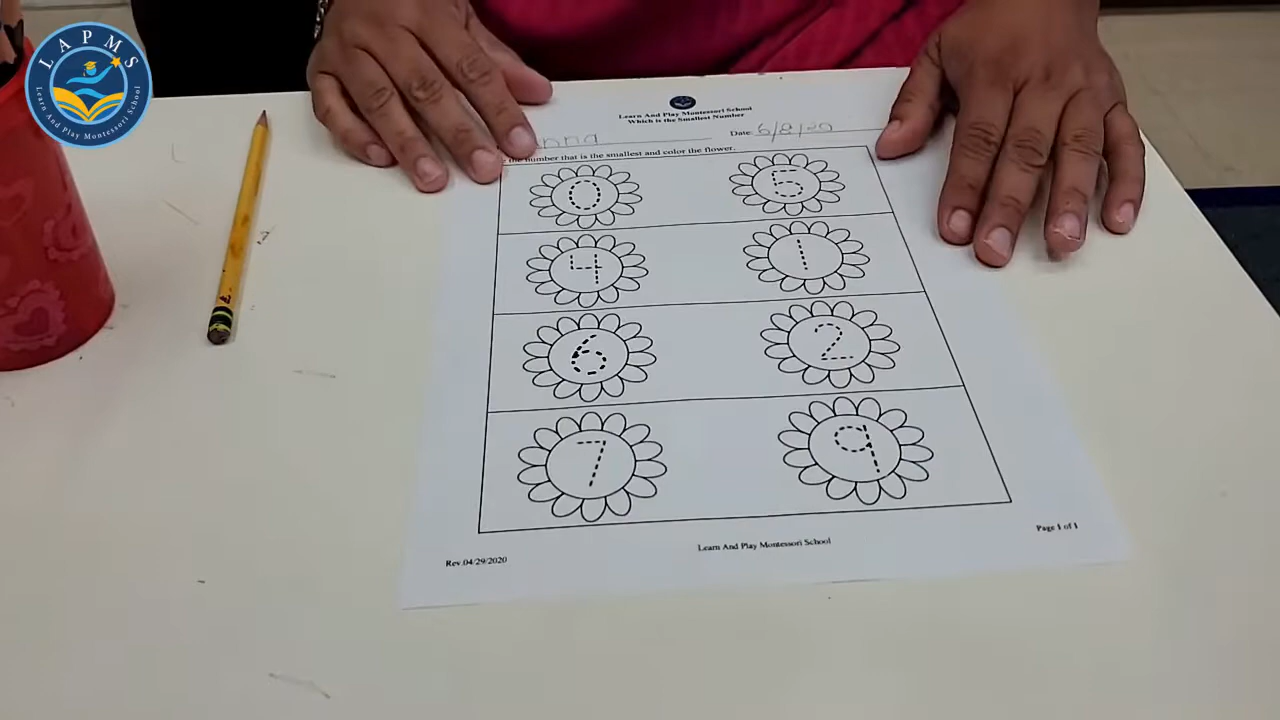 LAPMS
Learn And Play Montessori School
Learn And Play Montessori School
Which is the Smallest Number
Date: 6/9/20
the number that is the smallest and color the flower.
0 5
4 1
6 2
7 9
Rev.04/29/2020 Learn And Play Montessori School Page 1 of 1